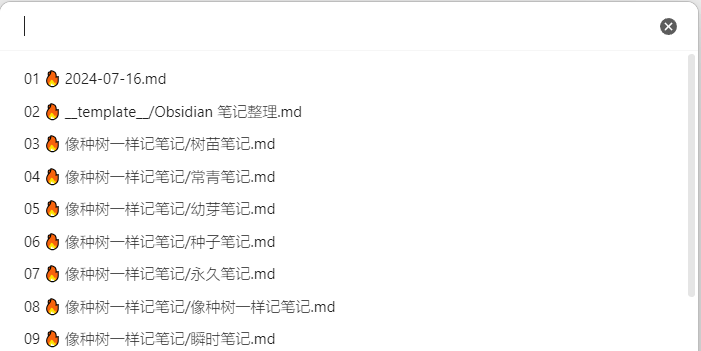 01 🔥 2024-07-16.md
02 🔥 __template__/Obsidian 笔记整理.md
03 🔥 像种树一样记笔记/树苗笔记.md
04 🔥 像种树一样记笔记/常青笔记.md
05 🔥 像种树一样记笔记/幼芽笔记.md
06 🔥 像种树一样记笔记/种子笔记.md
07 🔥 像种树一样记笔记/永久笔记.md
08 🔥 像种树一样记笔记/像种树一样记笔记.md
09 🔥 像种树一样记笔记/瞬时笔记.md